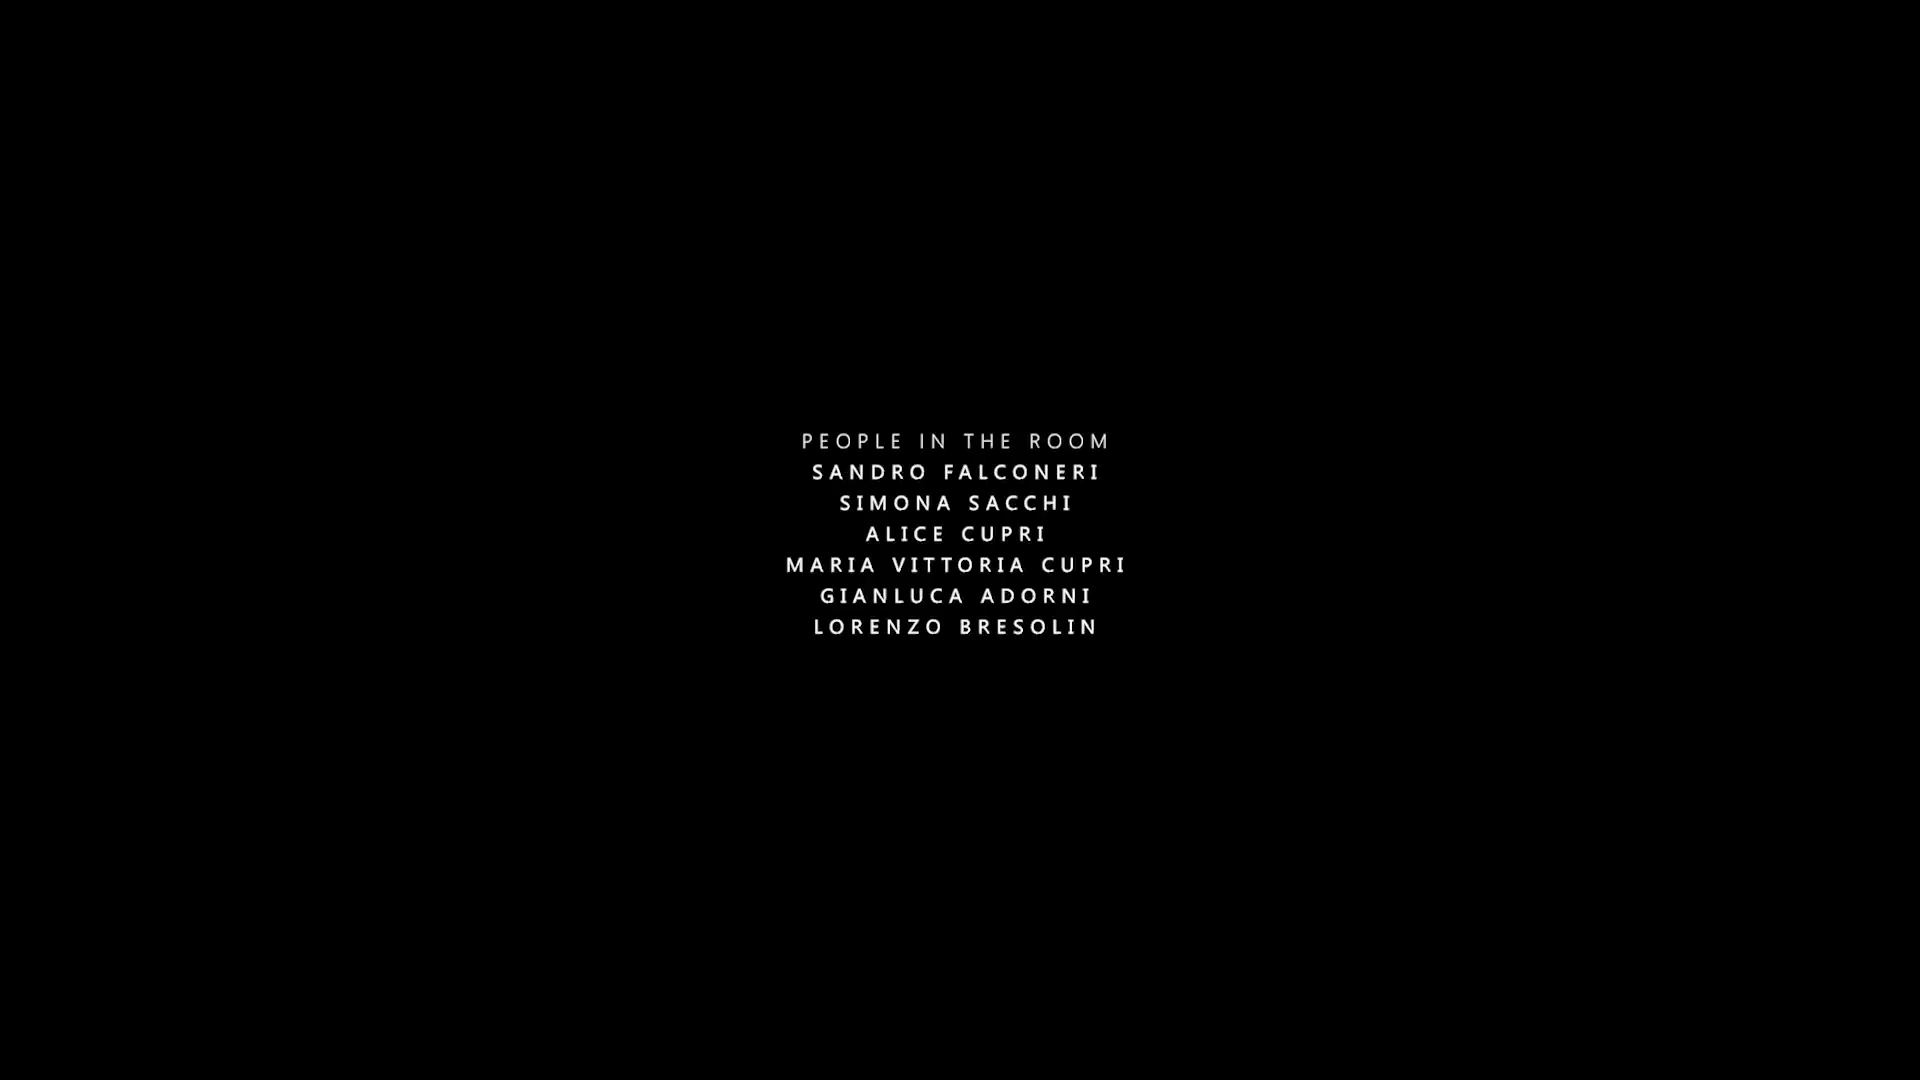 PEOPLE IN THE ROOM
SANDRO FALCONERI
SIMONA SACCHI
ALICE CUPRI
MARIA VITTORIA CUPRI
GIANLUCA ADORNI
LORENZO BRESOLIN